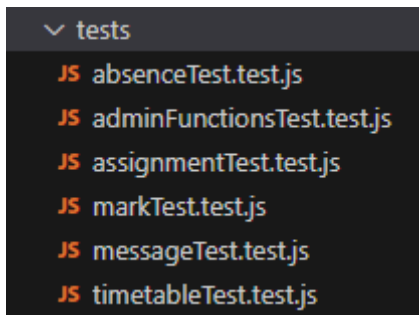 tests
JS absenceTest.test.js
JS adminFunctionsTest.test.js
JS assignmentTest.test.js
JS markTest.test.js
JS messageTest.test.js
JS timetableTest.test.js